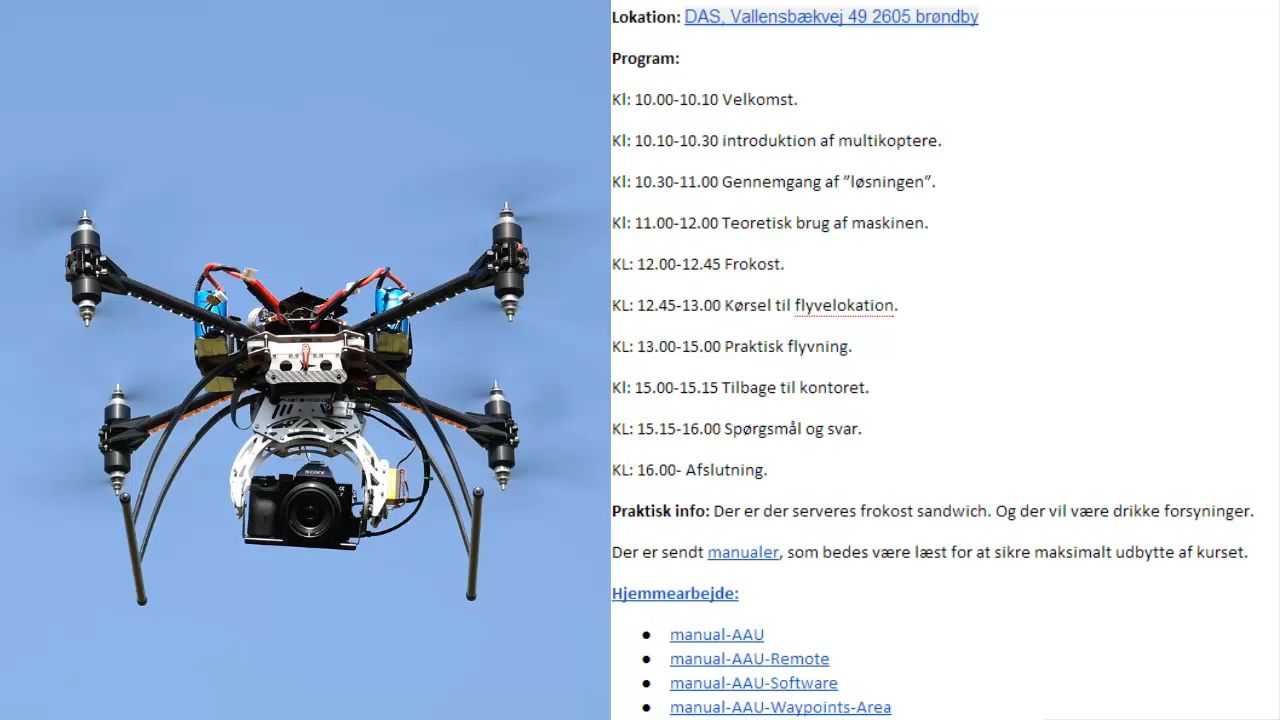 SONY
Lokation: DAS, Vallensbækvej 49 2605 brøndby
Program:
Kl: 10.00-10.10 Velkomst.
Kl: 10.10-10.30 introduktion af multikoptere.
Kl: 10.30-11.00 Gennemgang af ”løsningen”.
Kl: 11.00-12.00 Teoretisk brug af maskinen.
KL: 12.00-12.45 Frokost.
KL: 12.45-13.00 Kørsel til flyvelokation.
KL: 13.00-15.00 Praktisk flyvning.
Kl: 15.00-15.15 Tilbage til kontoret.
KL: 15.15-16.00 Spørgsmål og svar.
KL: 16.00- Afslutning.
Praktisk info: Der er der serveres frokost sandwich. Og der vil være drikke forsyninger.
Der er sendt manualer, som bedes være læst for at sikre maksimalt udbytte af kurset.
Hjemmearbejde:
● manual-AAU
● manual-AAU-Remote
● manual-AAU-Software
● manual-AAU-Waypoints-Area